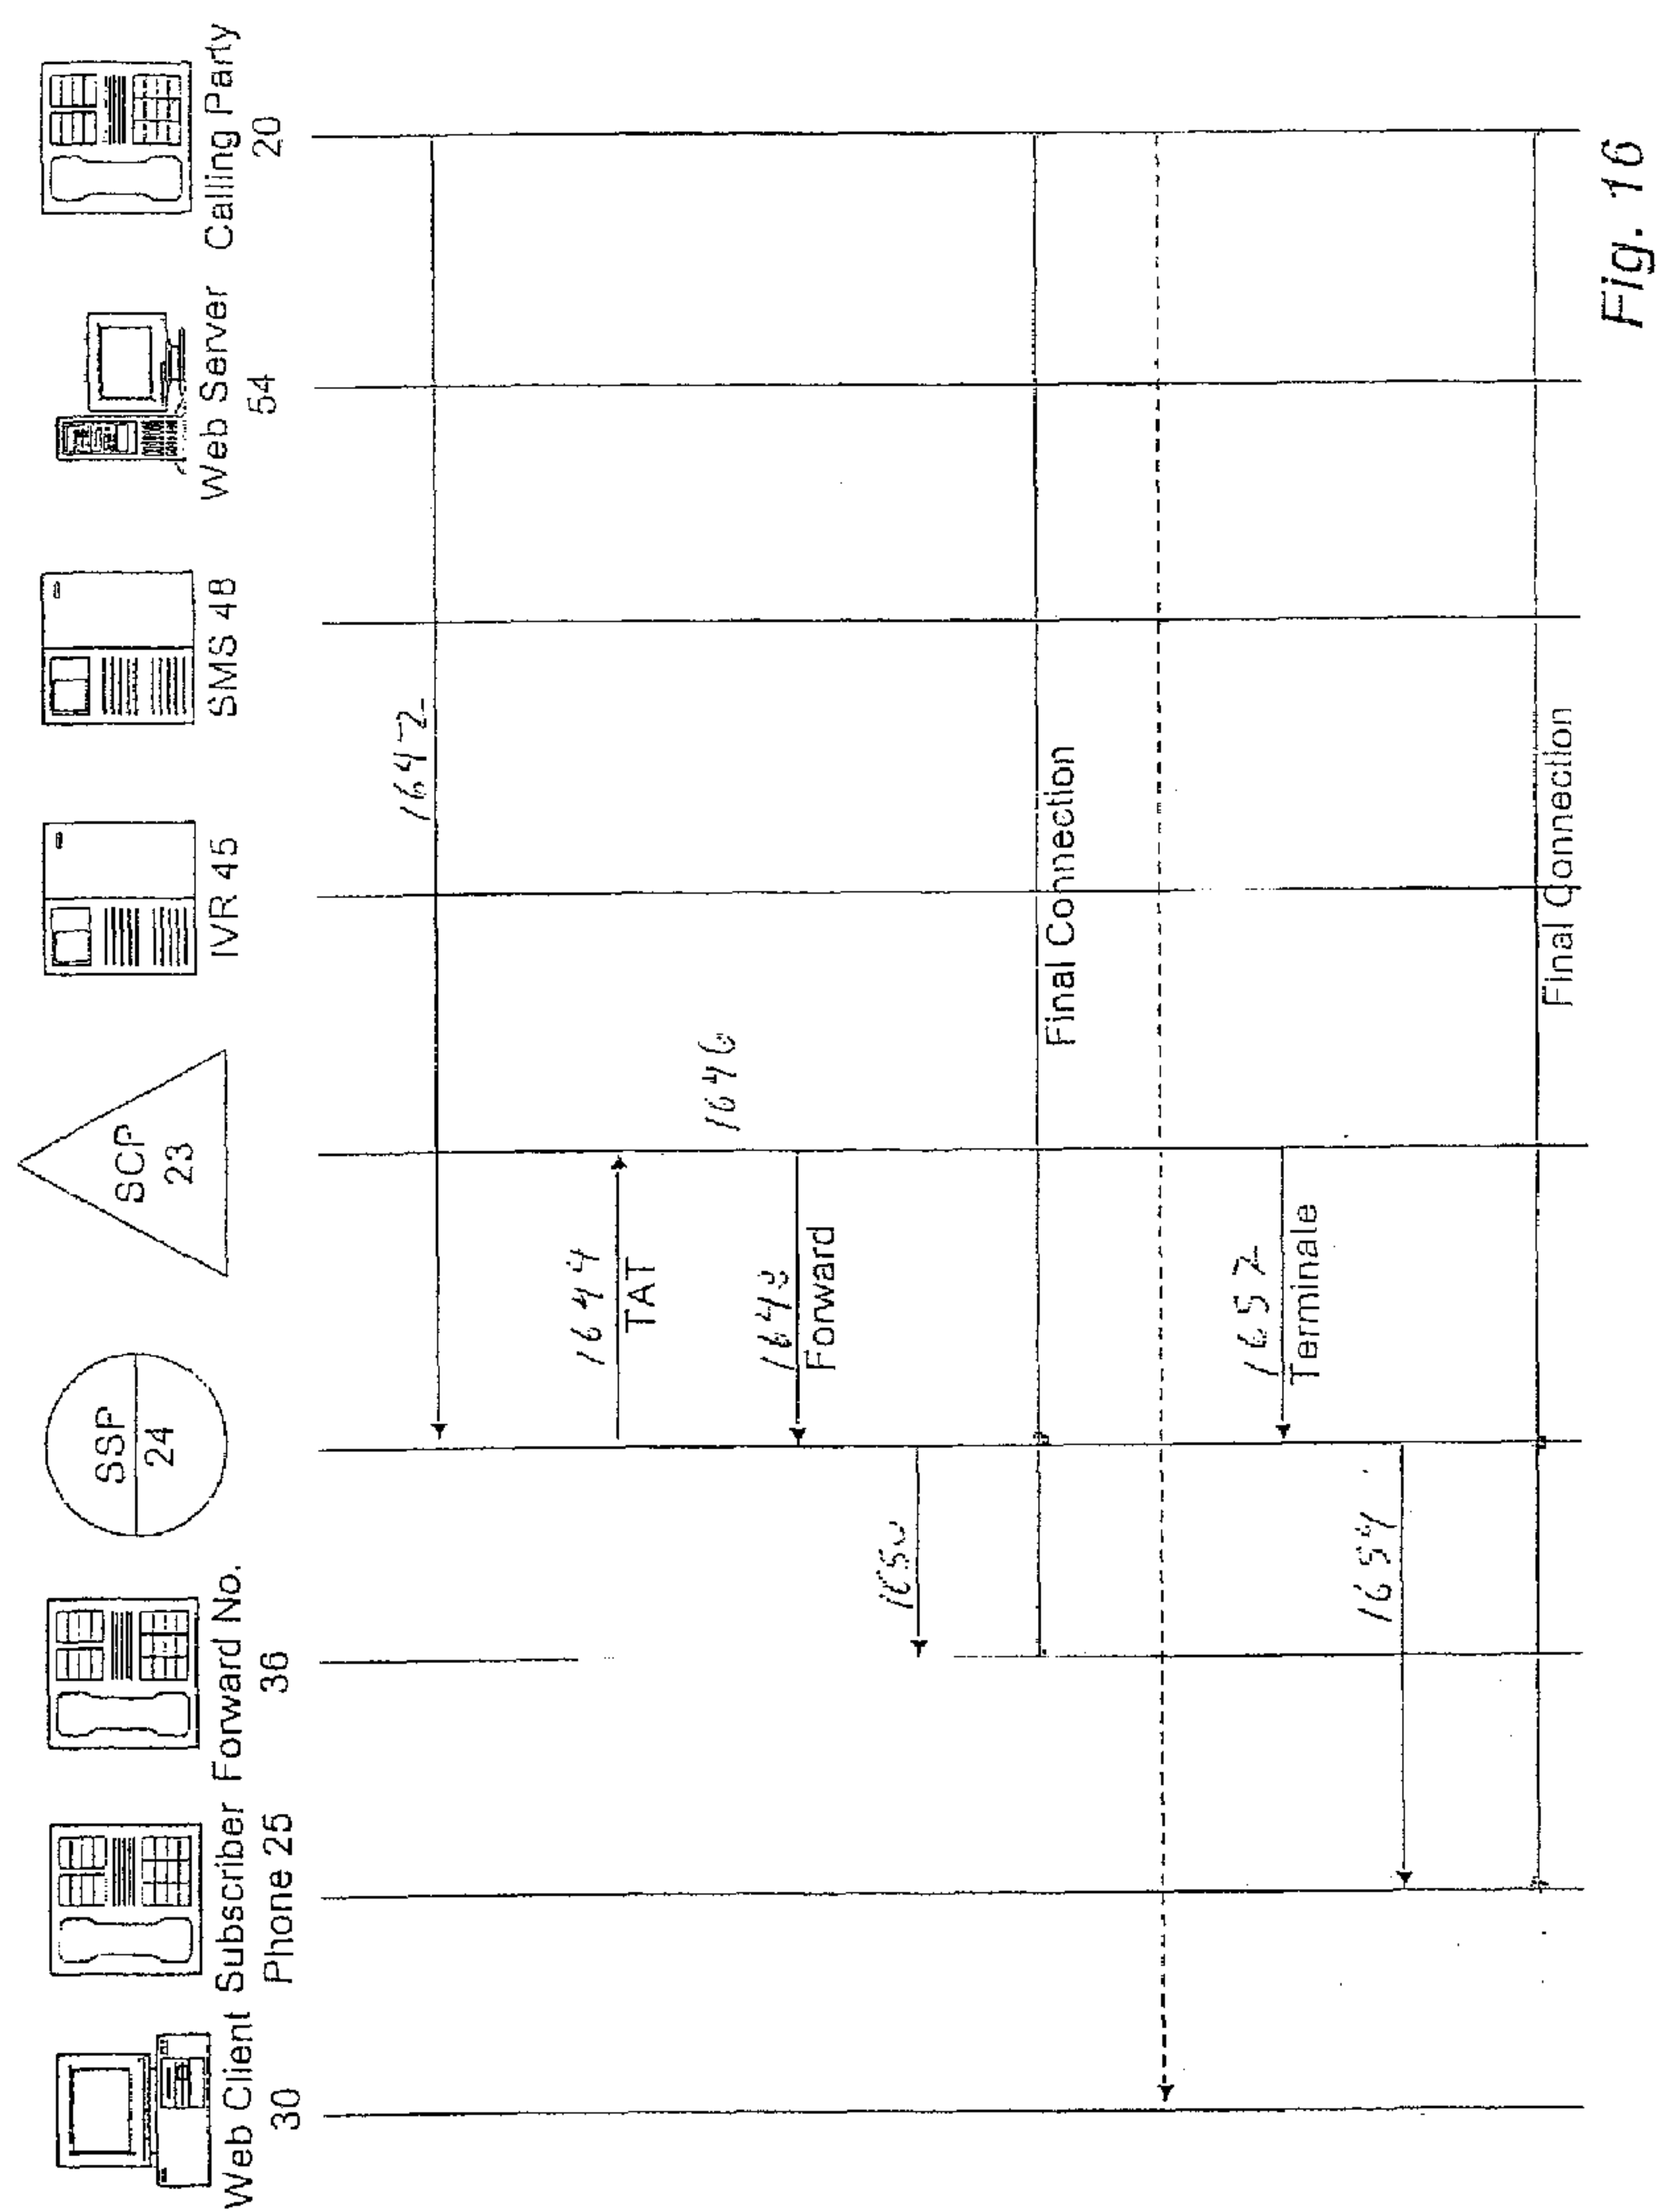 Web Client
30
Subscriber
Phone 25
Forward No.
36
SSP
24
SCP
23
IVR 45
SMS 48
Web Server
54
Calling Party
20
1642
1644
TAT
1646
1648
Forward
1650
Final Connection
1652
Terminate
1654
Final Connection
Fig. 16